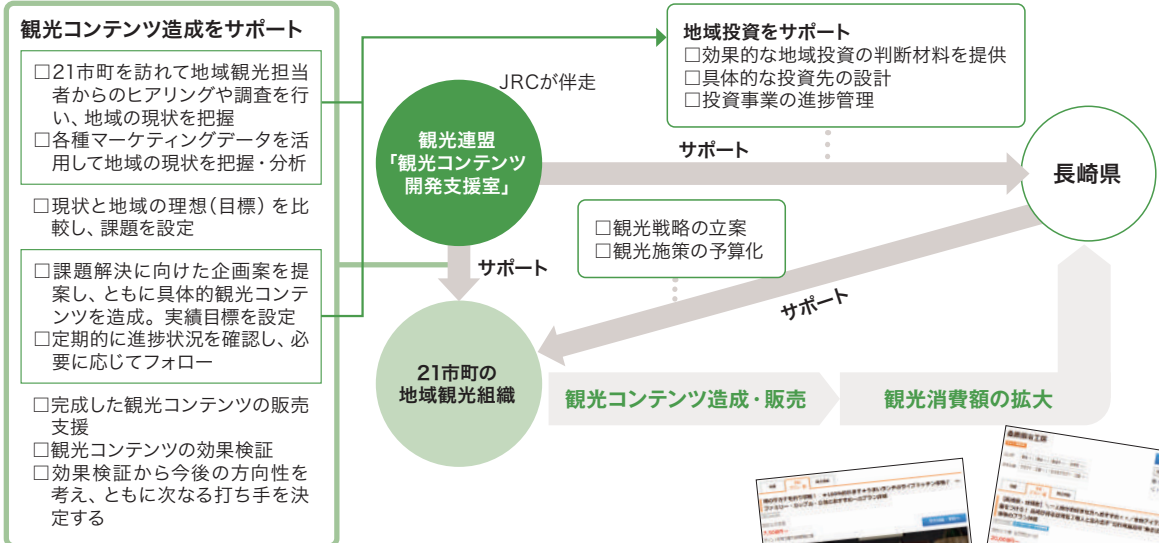 観光コンテンツ造成をサポート
□21市町を訪れて地域観光担当
者からのヒアリングや調査を行
い、地域の現状を把握
□各種マーケティングデータを活
用して地域の現状を把握・分析
□現状と地域の理想(目標)を比
較し、課題を設定
□課題解決に向けた企画案を提
案し、ともに具体的観光コンテ
ンツを造成。実績目標を設定
□定期的に進捗状況を確認し、必
要に応じてフォロー
□完成した観光コンテンツの販売
支援
□観光コンテンツの効果検証
□効果検証から今後の方向性を
考え、ともに次なる打ち手を決
定する
JRCが伴走
観光連盟
「観光コンテンツ
開発支援室」
地域投資をサポート
□効果的な地域投資の判断材料を提供
□具体的な投資先の設計
□投資事業の進捗管理
サポート
長崎県
□観光戦略の立案
□観光施策の予算化
サポート
サポート
21市町の
地域観光組織
観光コンテンツ造成・販売
観光消費額の拡大